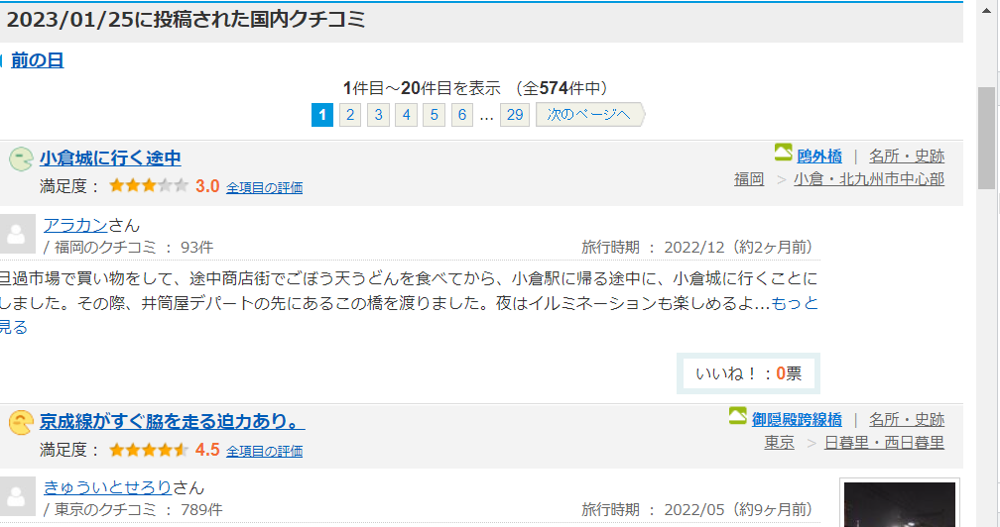 2023/01/25に投稿された国内クチコミ
前の日
1件目～20件目を表示 （全574件中）
1 2 3 4 5 6 ... 29 次のページへ
小倉城に行く途中
鴎外橋 | 名所・史跡
満足度： 3.0 全項目の評価
福岡 > 小倉・北九州市中心部
アラカンさん
/ 福岡のクチコミ ： 93件
旅行時期 ： 2022/12（約2ヶ月前）
旦過市場で買い物をして、途中商店街でごぼう天うどんを食べてから、小倉駅に帰る途中に、小倉城に行くことに
しました。その際、井筒屋デパートの先にあるこの橋を渡りました。夜はイルミネーションも楽しめるよ...もっと
見る
いいね！：0票
京成線がすぐ脇を走る迫力あり。
御隠殿跨線橋 | 名所・史跡
満足度： 4.5 全項目の評価
東京 > 日暮里・西日暮里
きゅういとせろりさん
/ 東京のクチコミ ： 789件
旅行時期 ： 2022/05（約9ヶ月前）